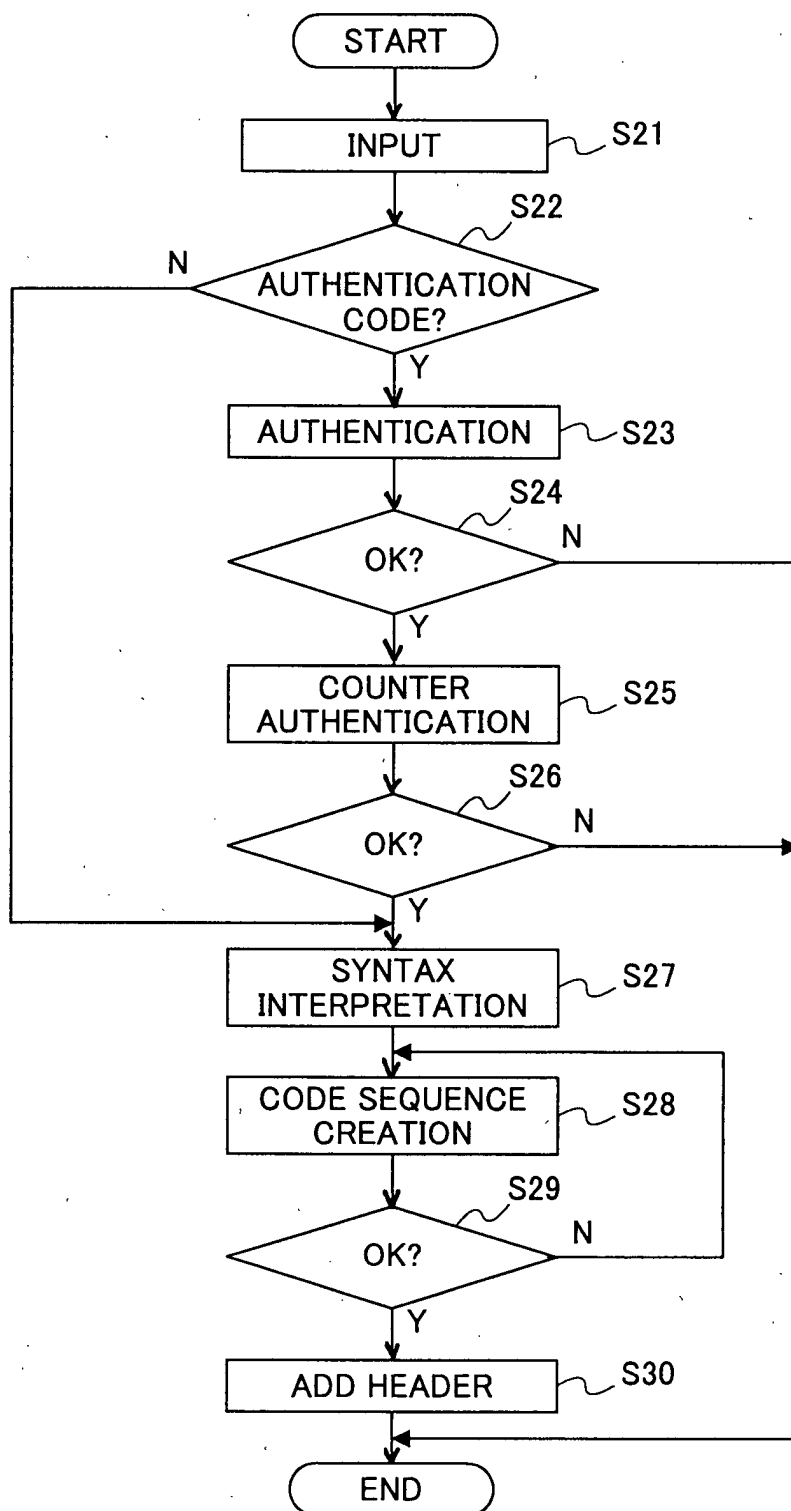 START
INPUT
S21
S22
N
AUTHENTICATION
CODE?
Y
AUTHENTICATION
S23
S24
N
OK?
Y
COUNTER
AUTHENTICATION
S25
S26
N
OK?
Y
SYNTAX
INTERPRETATION
S27
CODE SEQUENCE
CREATION
S28
S29
N
OK?
Y
ADD HEADER
S30
END